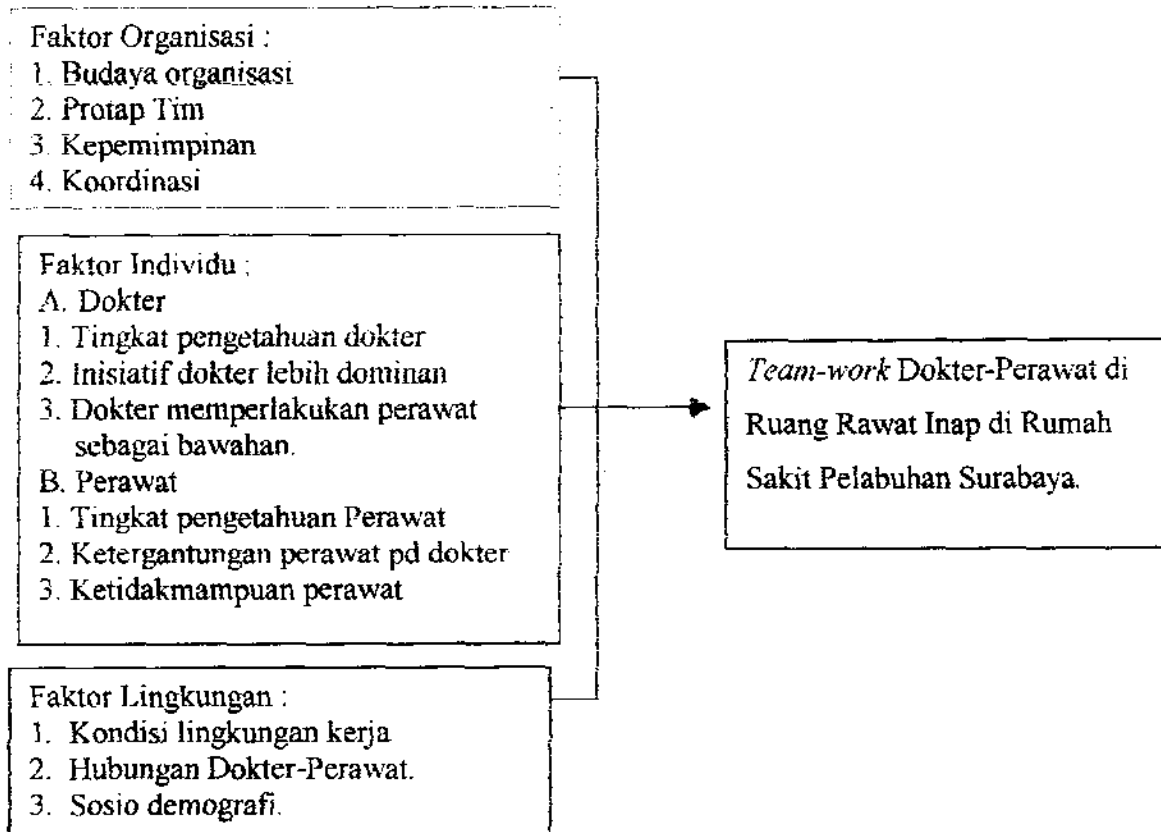 Faktor Organisasi :
1. Budaya organisasi
2. Protap Tim
3. Kepemimpinan
4. Koordinasi
Faktor Individu :
A. Dokter
1. Tingkat pengetahuan dokter
2. Inisiatif dokter lebih dominan
3. Dokter memperlakukan perawat
sebagai bawahan.
B. Perawat
1. Tingkat pengetahuan Perawat
2. Ketergantungan perawat pd dokter
3. Ketidakmampuan perawat
Faktor Lingkungan :
1. Kondisi lingkungan kerja
2. Hubungan Dokter-Perawat.
3. Sosio demografi.
Team-work Dokter-Perawat di
Ruang Rawat Inap di Rumah
Sakit Pelabuhan Surabaya.